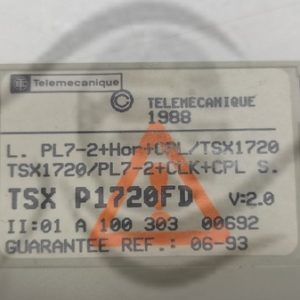 Telemecanique
© TELEMECANIQUE
1988
L. PL7-2+Hor+CPL/TSX1720
TSX1720/PL7-2+CLK+CPL S.
TSX P1720FD V:2.0
II:01 A 100 303 00692
GUARANTEE REF.: 06-93